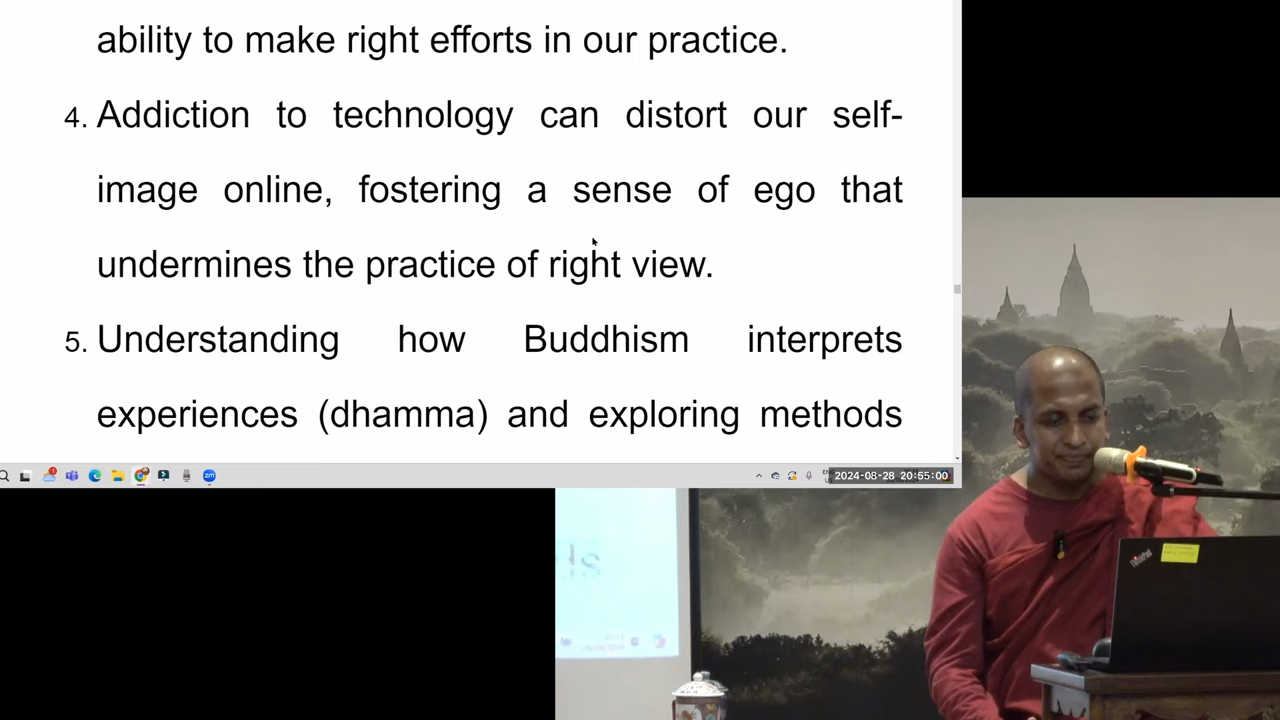 ability to make right efforts in our practice.
4. Addiction to technology can distort our self-
image online, fostering a sense of ego that
undermines the practice of right view.
5. Understanding how Buddhism interprets
experiences (dhamma) and exploring methods
2024-08-28 20:55:00
ds
ThinkPad